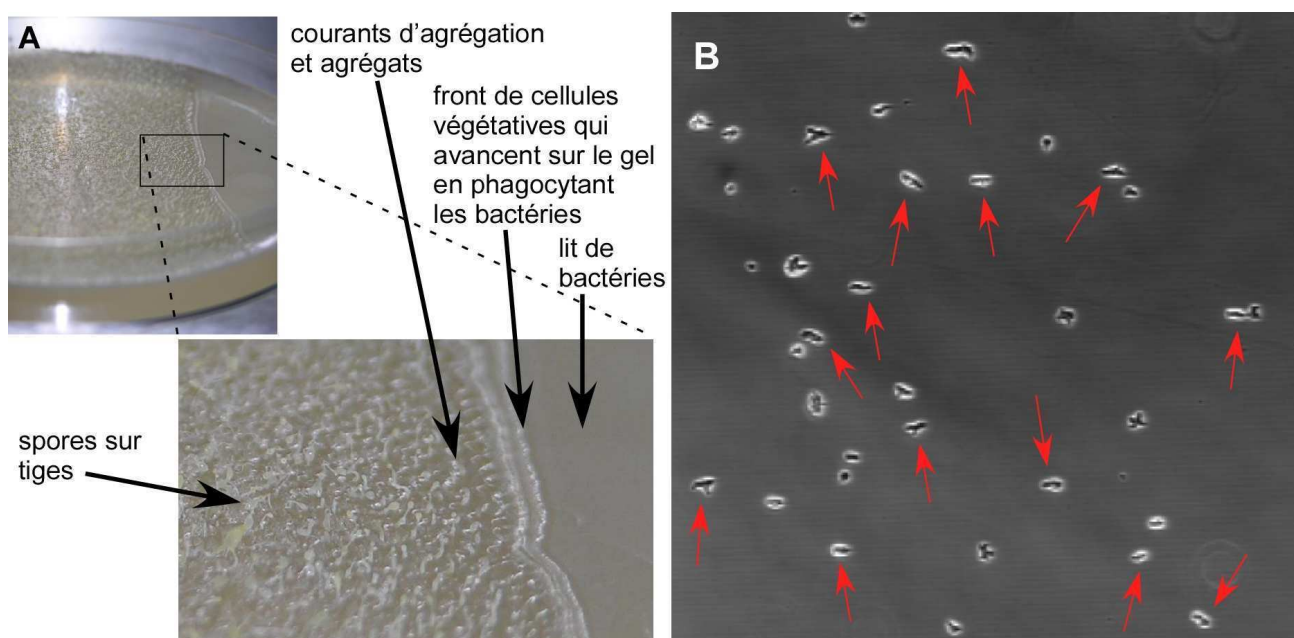 A
courants d'agrégation
et agrégats
front de cellules
végétatives qui
avancent sur le gel
en phagocytant
les bactéries
lit de
bactéries
spores sur
tiges
B